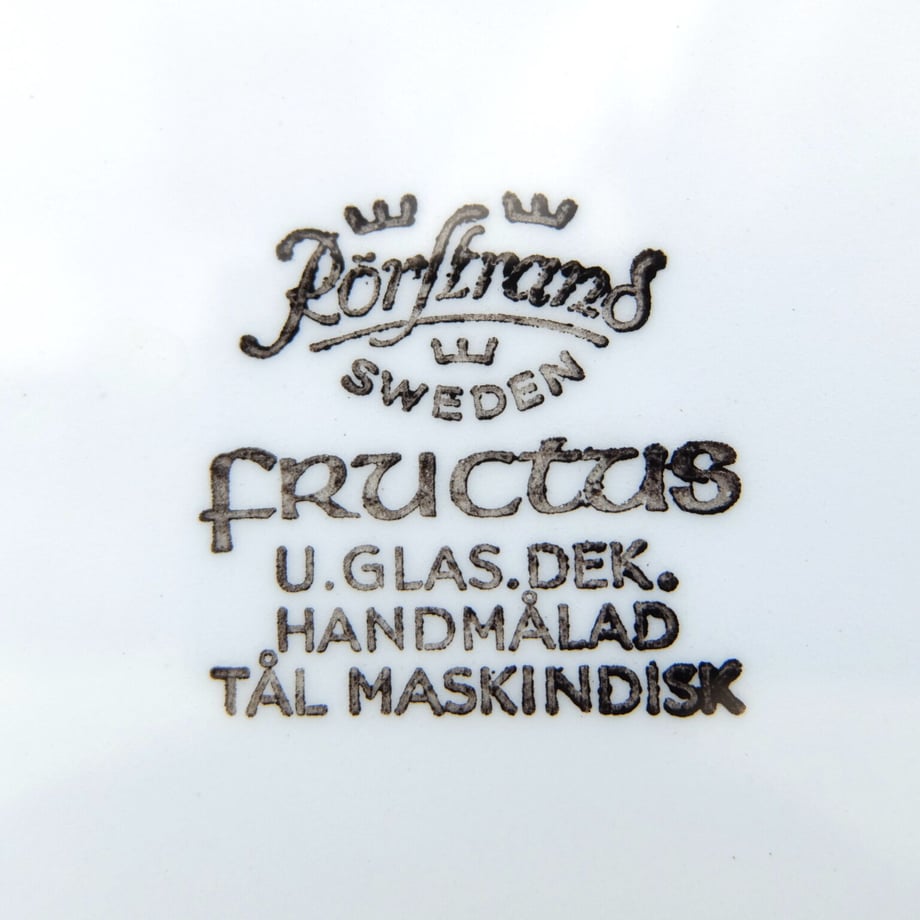 Rörstrand
SWEDEN
fructus
U.GLAS.DEK.
HANDMÅLAD
TÅL MASKINDISK